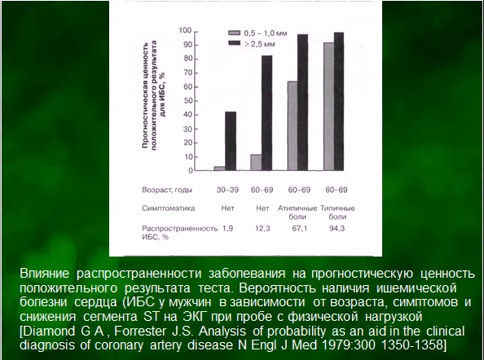 Прогностическая ценность
положительного результата
для ИБС, %
100
90
80
70
60
50
40
30
20
10
0
0,5 – 1,0 мм
> 2,5 мм
Возраст, годы 30–39 60–69 60–69 60–69
Симптоматика Нет Нет Атипичные боли Типичные боли
Распространенность ИБС, % 1,9 12,3 67,1 94,3
Влияние распространенности заболевания на прогностическую ценность
положительного результата теста. Вероятность наличия ишемической
болезни сердца (ИБС у мужчин в зависимости от возраста, симптомов и
снижения сегмента ST на ЭКГ при пробе с физической нагрузкой
[Diamond G A , Forrester J.S. Analysis of probability as an aid in the clinical
diagnosis of coronary artery disease N Engl J Med 1979:300 1350-1358]